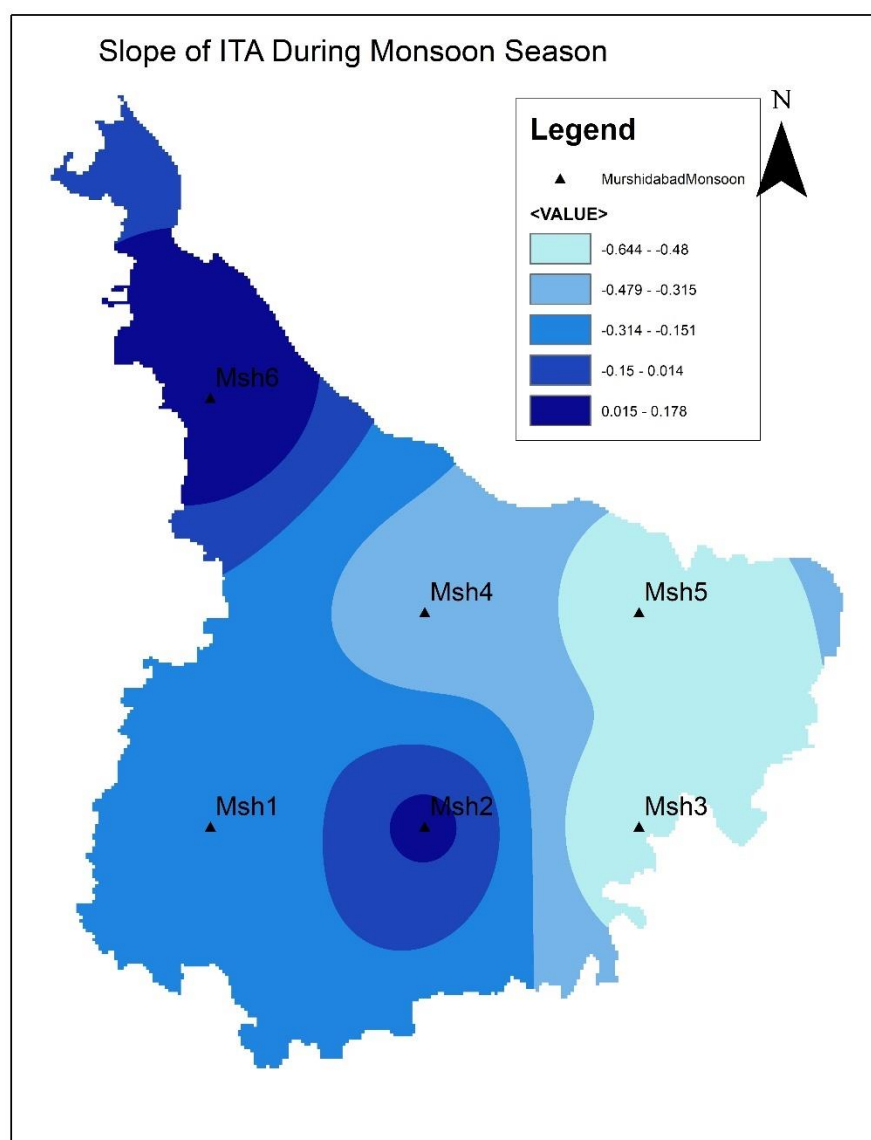 Slope of ITA During Monsoon Season
N
Legend
MurshidabadMonsoon
<VALUE>
-0.644 - -0.48
-0.479 - -0.315
-0.314 - -0.151
-0.15 - 0.014
0.015 - 0.178
Msh6
Msh4
Msh5
Msh1
Msh2
Msh3